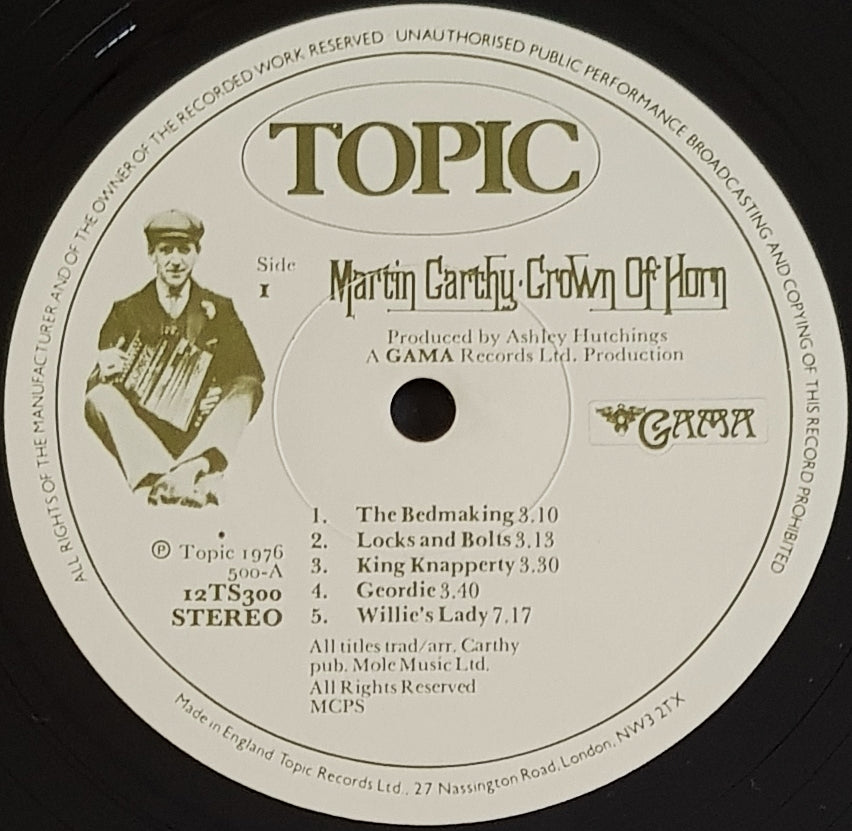 ALL RIGHTS OF THE MANUFACTURER AND OF THE OWNER OF THE RECORDED WORK RESERVED · UNAUTHORISED PUBLIC PERFORMANCE BROADCASTING AND COPYING OF THIS RECORD PROHIBITED
TOPIC
Side
1
Martin Carthy · Crown Of Horn
Produced by Ashley Hutchings
A GAMA Records Ltd. Production
GAMA
1. The Bedmaking 3.10
2. Locks and Bolts 3.13
3. King Knapperty 3.30
4. Geordie 3.40
5. Willie's Lady 7.17
℗ Topic 1976
500-A
12TS300
STEREO
All titles trad/arr. Carthy
pub. Mole Music Ltd.
All Rights Reserved
MCPS
Made in England Topic Records Ltd., 27 Nassington Road, London, NW3 2TX